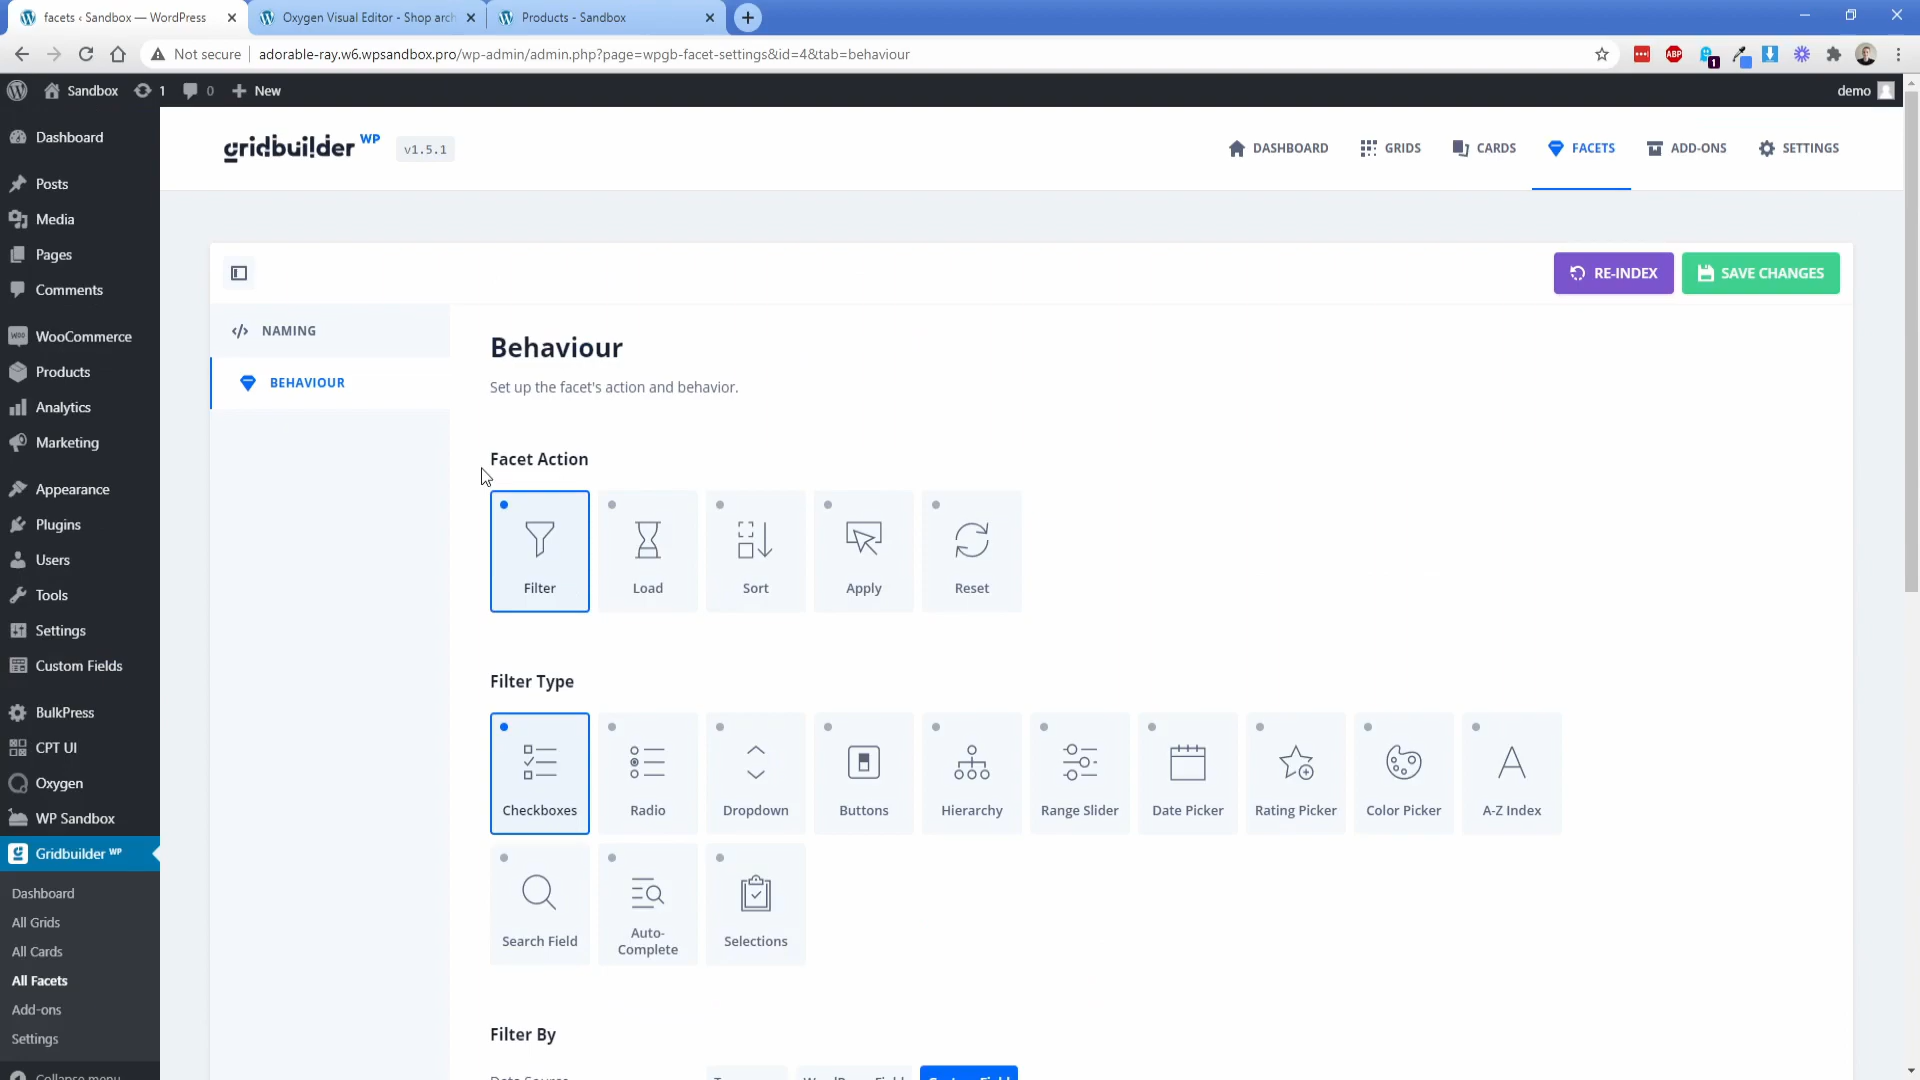 facets ‹ Sandbox — WordPress
Oxygen Visual Editor - Shop arch
Products - Sandbox
Not secure
adorable-ray.w6.wpsandbox.pro/wp-admin/admin.php?page=wpgb-facet-settings&id=4&tab=behaviour
ABP
1
Sandbox
1
0
New
demo
Dashboard
Posts
Media
Pages
Comments
WooCommerce
Products
Analytics
Marketing
Appearance
Plugins
Users
Tools
Settings
Custom Fields
BulkPress
CPT UI
Oxygen
WP Sandbox
Gridbuilder WP
Dashboard
All Grids
All Cards
All Facets
Add-ons
Settings
Collapse menu
gridbuilder WP
v1.5.1
DASHBOARD
GRIDS
CARDS
FACETS
ADD-ONS
SETTINGS
RE-INDEX
SAVE CHANGES
NAMING
BEHAVIOUR
Behaviour
Set up the facet's action and behavior.
Facet Action
Filter
Load
Sort
Apply
Reset
Filter Type
Checkboxes
Radio
Dropdown
Buttons
Hierarchy
Range Slider
Date Picker
Rating Picker
Color Picker
A-Z Index
Search Field
Auto-
Complete
Selections
Filter By